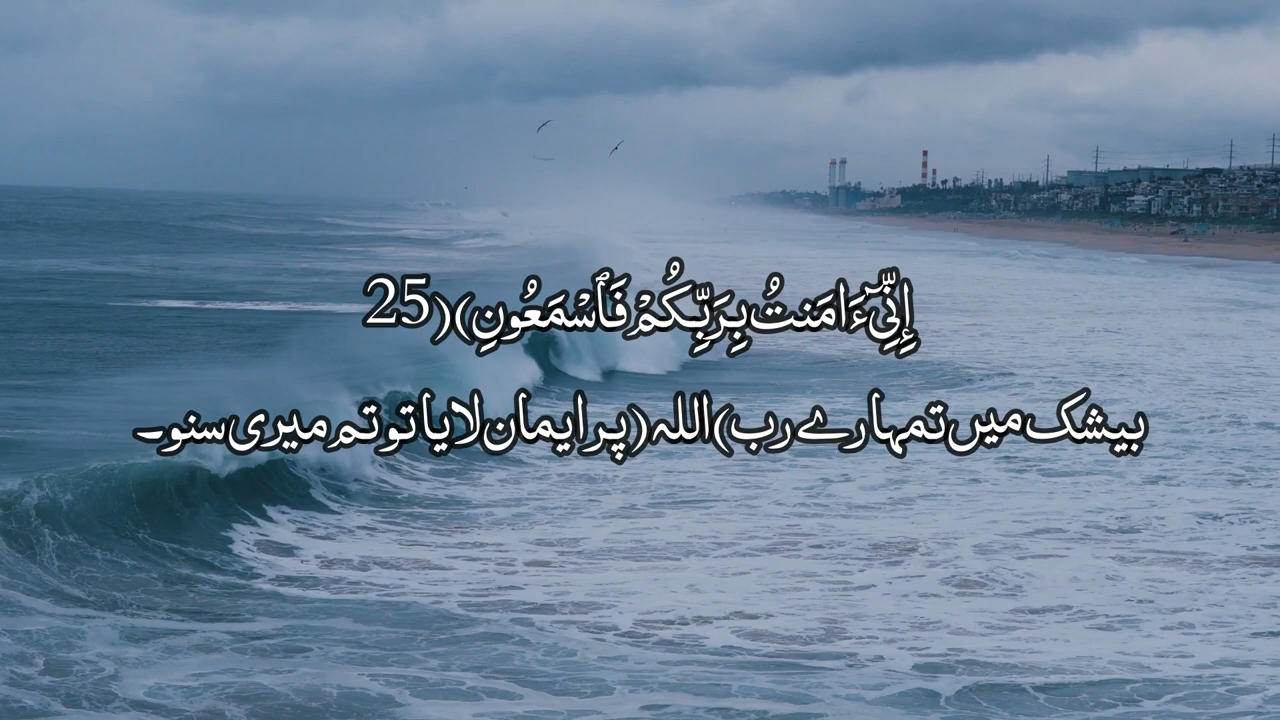 إِنِّىٓ ءَامَنتُ بِرَبِّكُمْ فَٱسْمَعُونِ)(25
بیشک میں تمہارے رب)اللہ(پر ایمان لایا تو تم میری سنو۔